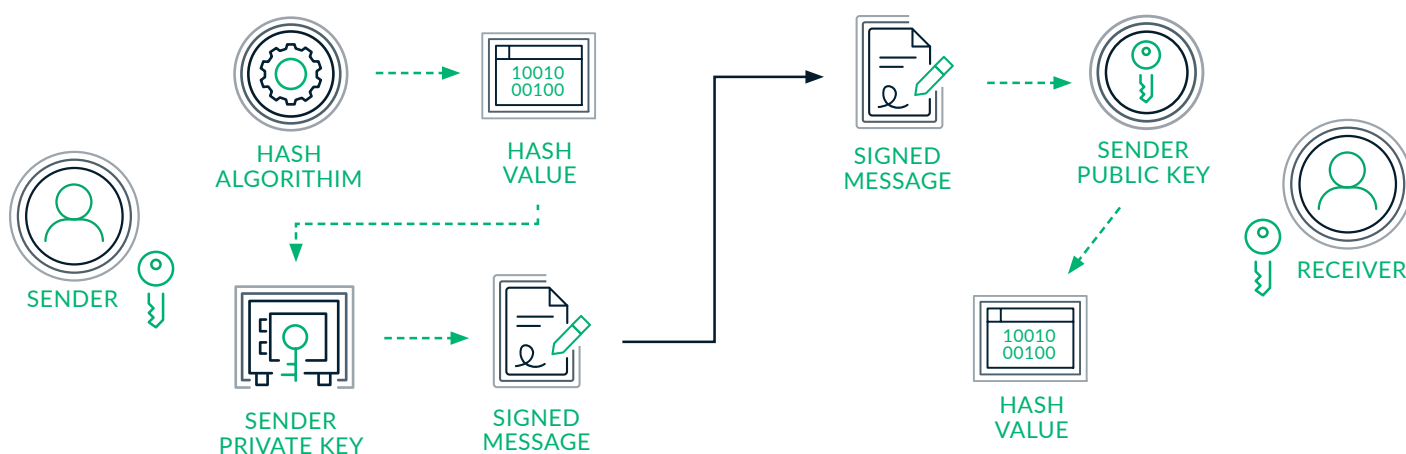 HASH
ALGORITHIM
10010
00100
HASH
VALUE
SENDER
SENDER
PRIVATE KEY
SIGNED
MESSAGE
SIGNED
MESSAGE
SENDER
PUBLIC KEY
RECEIVER
10010
00100
HASH
VALUE